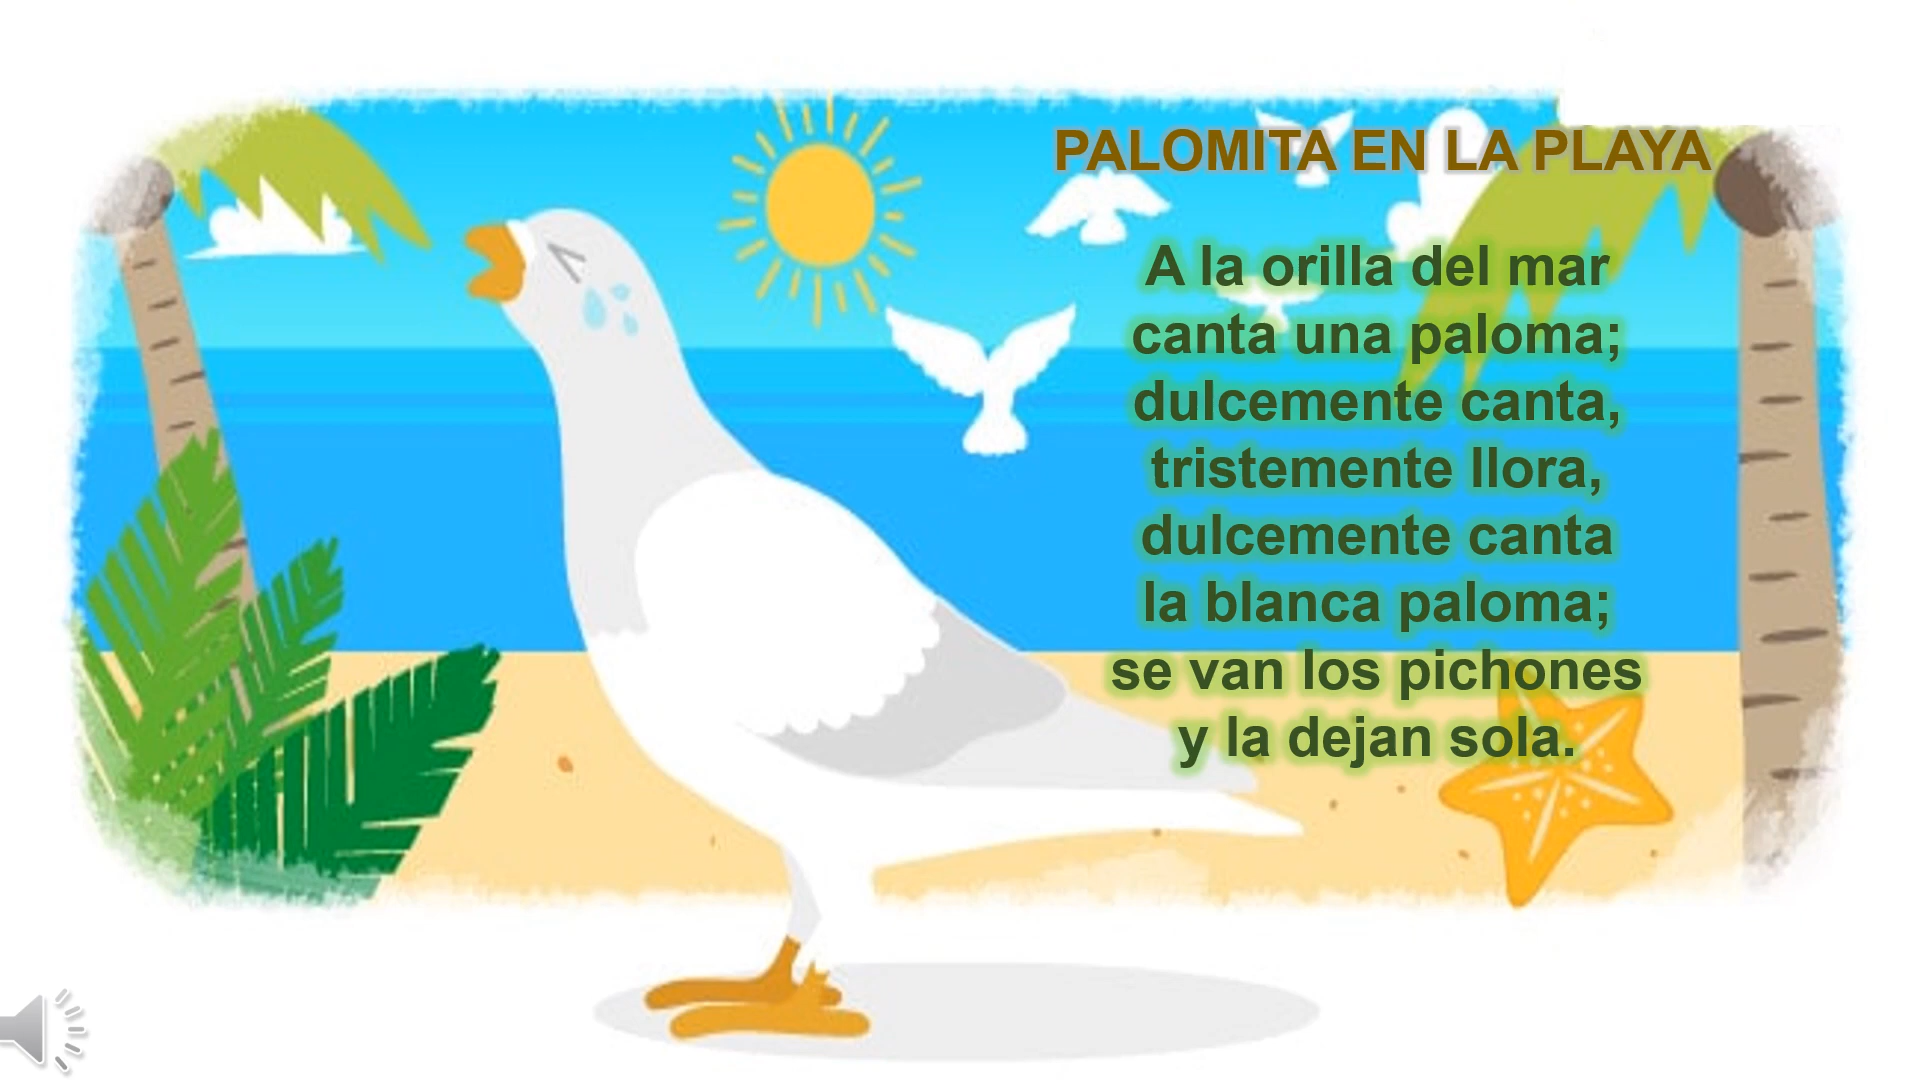 PALOMITA EN LA PLAYA
A la orilla del mar
canta una paloma;
dulcemente canta,
tristemente llora,
dulcemente canta
la blanca paloma;
se van los pichones
y la dejan sola.